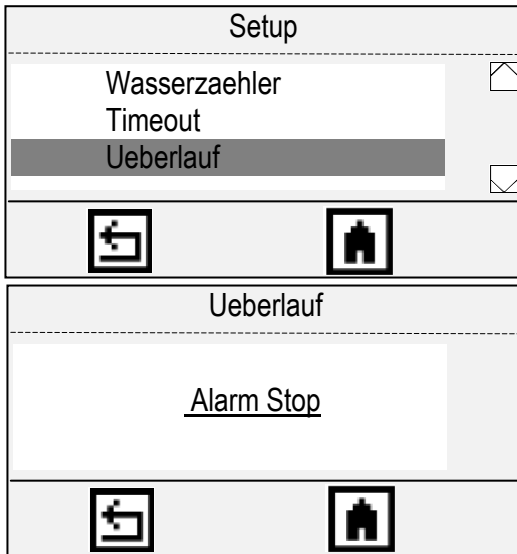 Setup
Wasserzaehler
Timeout
Ueberlauf
Ueberlauf
Alarm Stop